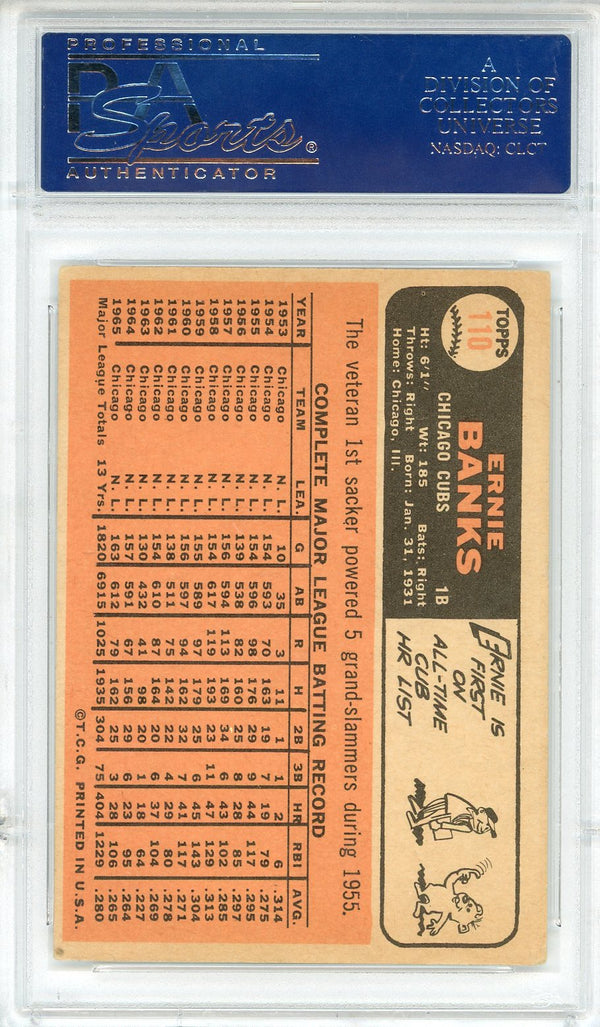 PROFESSIONAL
PSA
Sports®
AUTHENTICATOR
A
DIVISION OF
COLLECTORS
UNIVERSE
NASDAQ: CLCT
TOPPS
110
ERNIE
BANKS
CHICAGO CUBS 1B
Ht: 6'1" Wt: 185 Bats: Right
Throws: Right Born: Jan. 31, 1931
Home: Chicago, Ill.
ERNIE IS
FIRST
ON
ALL-TIME
CUB
HR LIST
The veteran 1st sacker powered 5 grand-slammers during 1955.
COMPLETE MAJOR LEAGUE BATTING RECORD
YEAR TEAM LEA. G AB R H 2B 3B HR RBI AVG.
1953 Chicago N. L. 10 35 3 11 1 1 2 6 .314
1954 Chicago N. L. 154 593 70 163 19 7 19 79 .275
1955 Chicago N. L. 154 596 98 176 29 9 44 117 .295
1956 Chicago N. L. 139 538 82 160 25 8 28 85 .297
1957 Chicago N. L. 156 594 113 169 34 6 43 102 .285
1958 Chicago N. L. 154 617 119 193 23 11 47 129 .313
1959 Chicago N. L. 155 589 97 179 25 6 45 143 .304
1960 Chicago N. L. 156 597 94 162 32 7 41 117 .271
1961 Chicago N. L. 138 511 75 142 22 4 29 80 .278
1962 Chicago N. L. 154 610 87 164 20 6 37 104 .269
1963 Chicago N. L. 130 432 41 98 20 1 18 64 .227
1964 Chicago N. L. 157 591 67 156 29 6 23 95 .264
1965 Chicago N. L. 163 612 79 162 25 3 28 106 .265
Major League Totals 13 Yrs. 1820 6915 1025 1935 304 75 404 1229 .280
©T.C.G. PRINTED IN U.S.A.